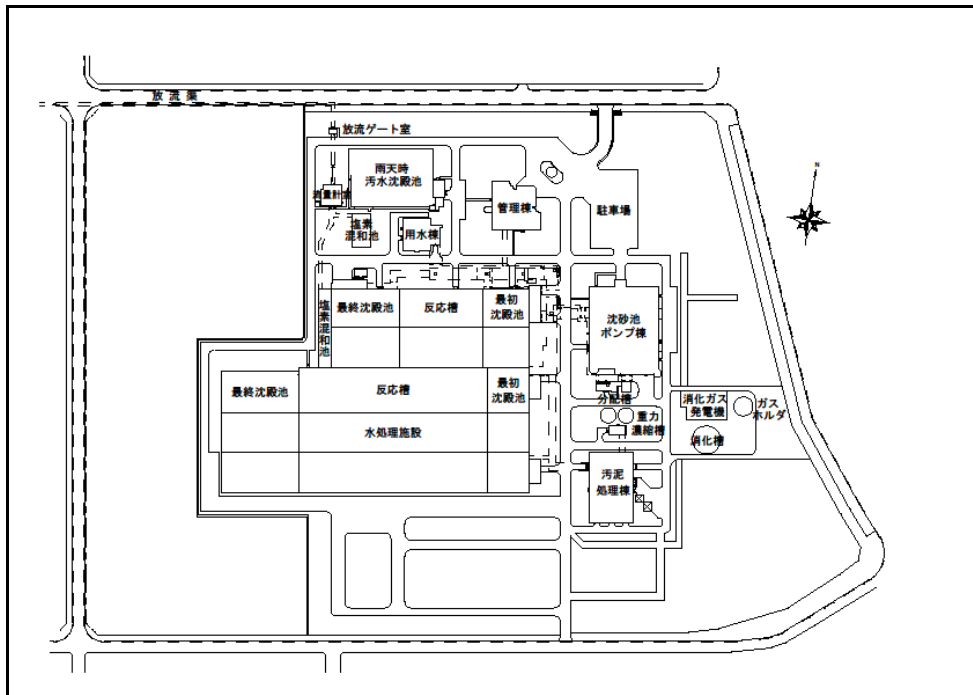 放流渠
放流ゲート室
雨天時
汚水沈殿池
流量計室
塩素
混和池
用水棟
管理棟
駐車場
N
塩素混和池
最終沈殿池
反応槽
最初
沈殿池
沈砂池
ポンプ棟
最終沈殿池
反応槽
最初
沈殿池
水処理施設
分配槽
重力
濃縮槽
消化ガス
発電機
ガス
ホルダ
消化槽
汚泥
処理棟